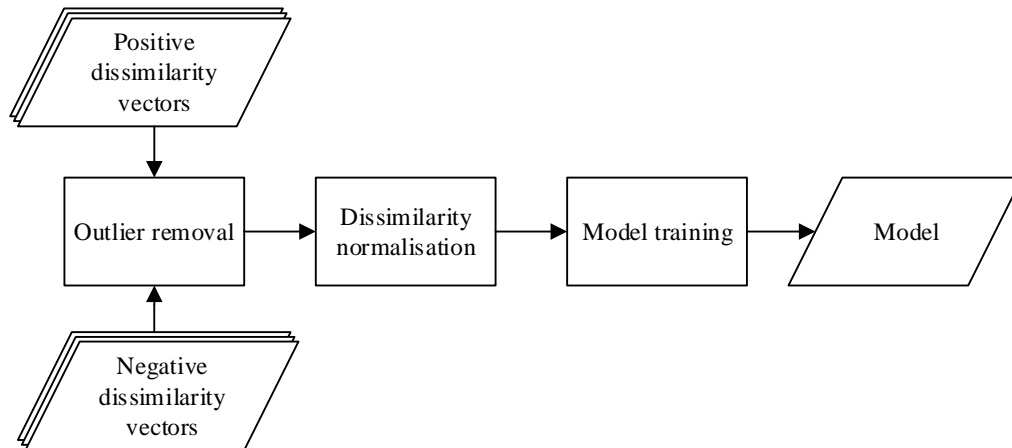 Positive
dissimilarity
vectors
Outlier removal
Dissimilarity
normalisation
Model training
Model
Negative
dissimilarity
vectors